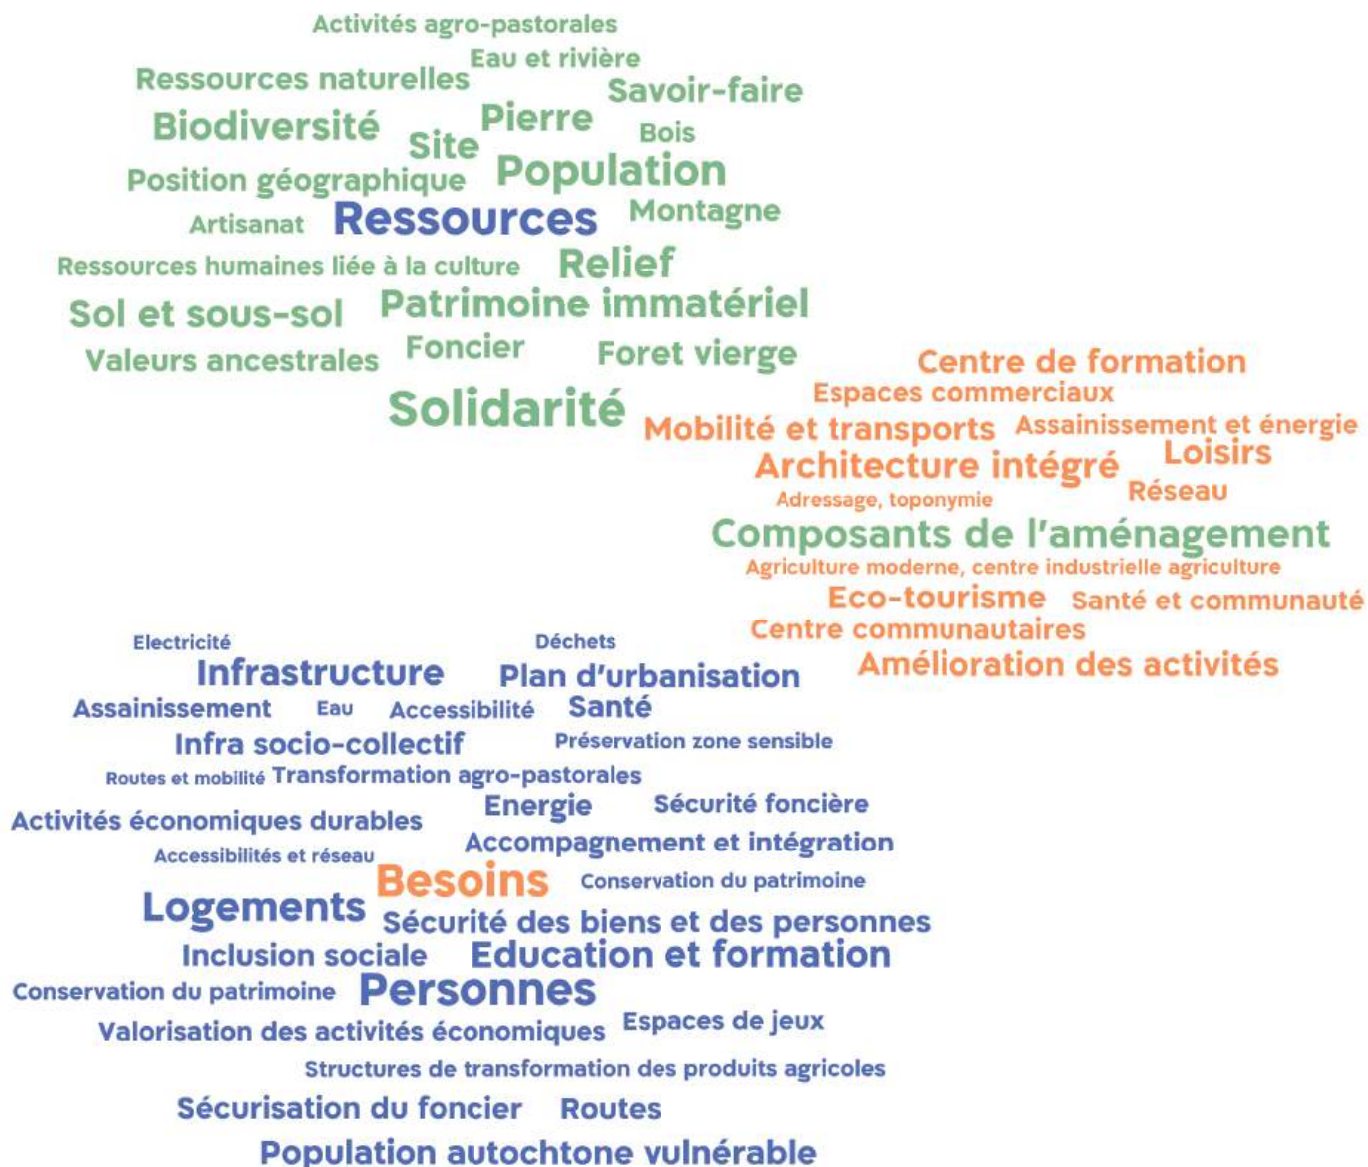 Activités agro-pastorales
Eau et rivière
Ressources naturelles
Savoir-faire
Biodiversité
Site
Pierre
Bois
Position géographique
Population
Artisanat
Ressources
Montagne
Ressources humaines liée à la culture
Relief
Sol et sous-sol
Patrimoine immatériel
Valeurs ancestrales
Foncier
Foret vierge
Solidarité
Centre de formation
Espaces commerciaux
Mobilité et transports
Assainissement et énergie
Architecture intégré
Loisirs
Adressage, toponymie
Réseau
Composants de l'aménagement
Agriculture moderne, centre industrielle agriculture
Eco-tourisme
Santé et communauté
Centre communautaires
Amélioration des activités
Electricité
Déchets
Infrastructure
Plan d'urbanisation
Assainissement
Eau
Accessibilité
Santé
Infra socio-collectif
Préservation zone sensible
Routes et mobilité
Transformation agro-pastorales
Energie
Sécurité foncière
Activités économiques durables
Accompagnement et intégration
Accessibilités et réseau
Besoins
Conservation du patrimoine
Logements
Sécurité des biens et des personnes
Inclusion sociale
Education et formation
Conservation du patrimoine
Personnes
Valorisation des activités économiques
Espaces de jeux
Structures de transformation des produits agricoles
Sécurisation du foncier
Routes
Population autochtone vulnérable